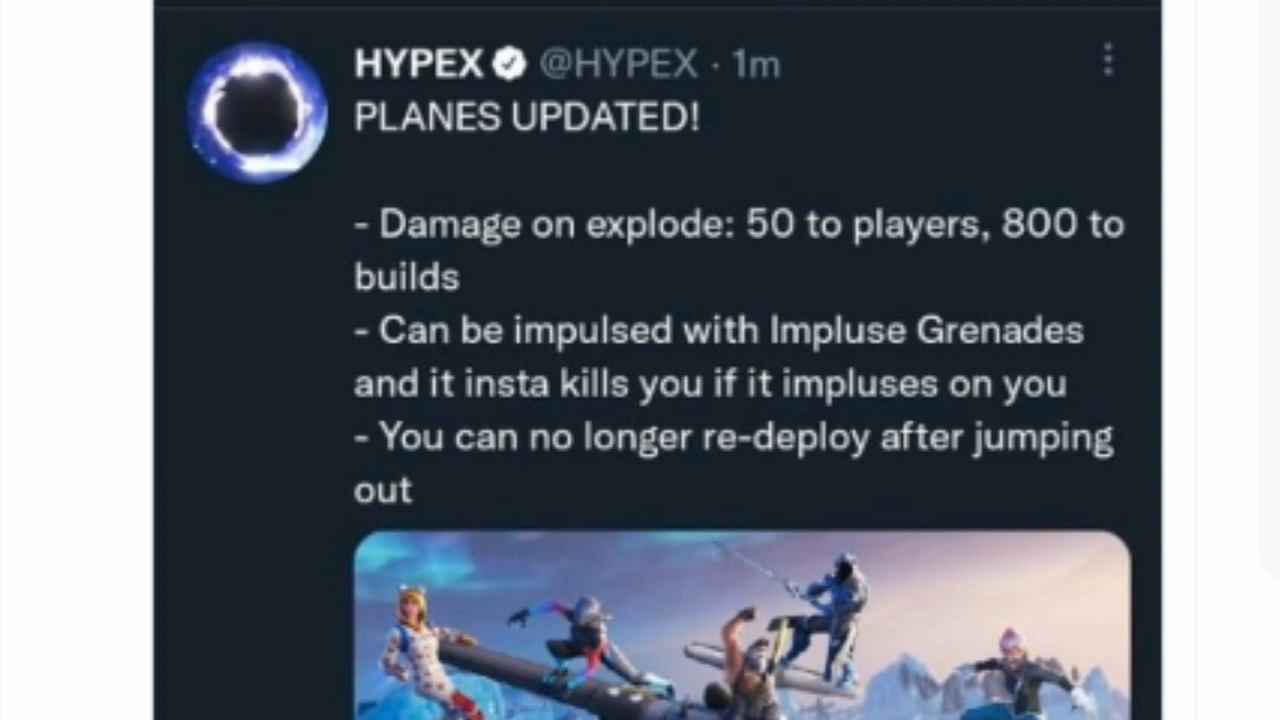 HYPEX @HYPEX · 1m
PLANES UPDATED!
- Damage on explode: 50 to players, 800 to
builds
- Can be impulsed with Impluse Grenades
and it insta kills you if it impluses on you
- You can no longer re-deploy after jumping
out